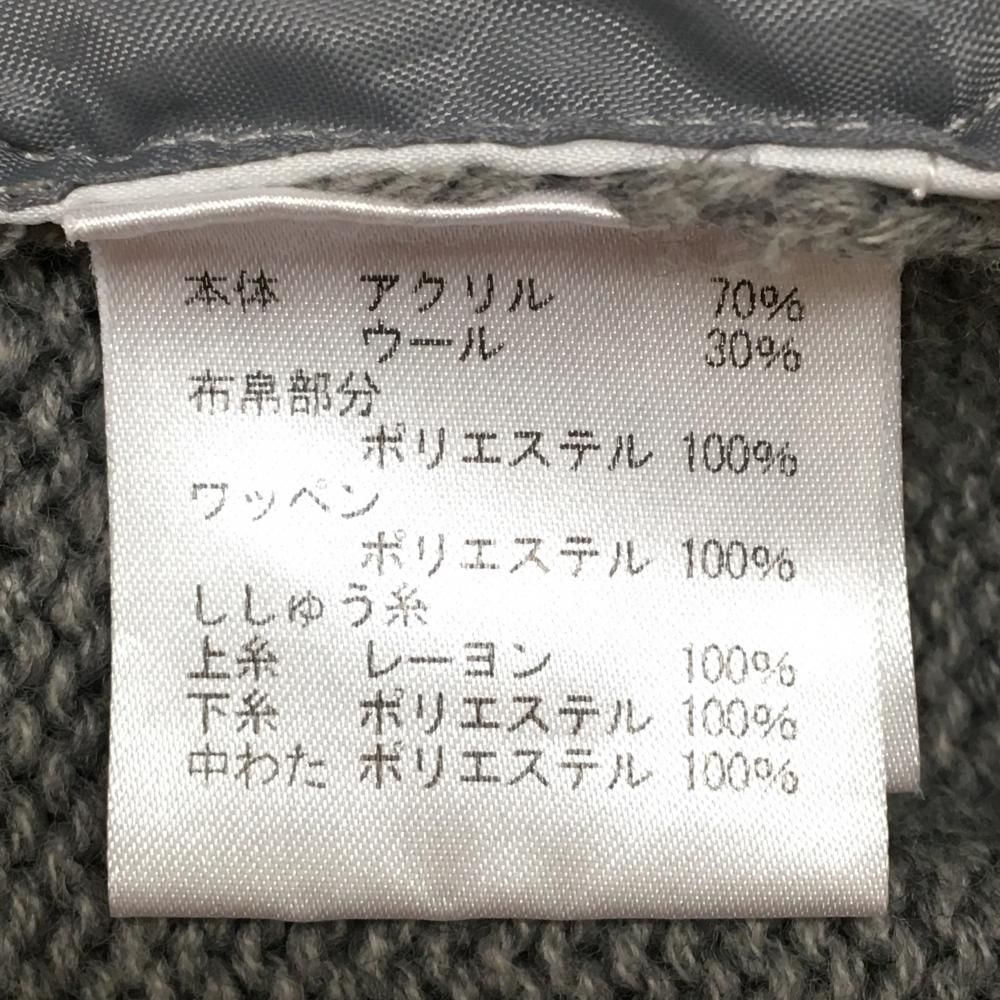 本体 アクリル 70%
ウール 30%
布帛部分
ポリエステル 100%
ワッペン
ポリエステル 100%
ししゅう糸
上糸 レーヨン 100%
下糸 ポリエステル 100%
中わた ポリエステル 100%